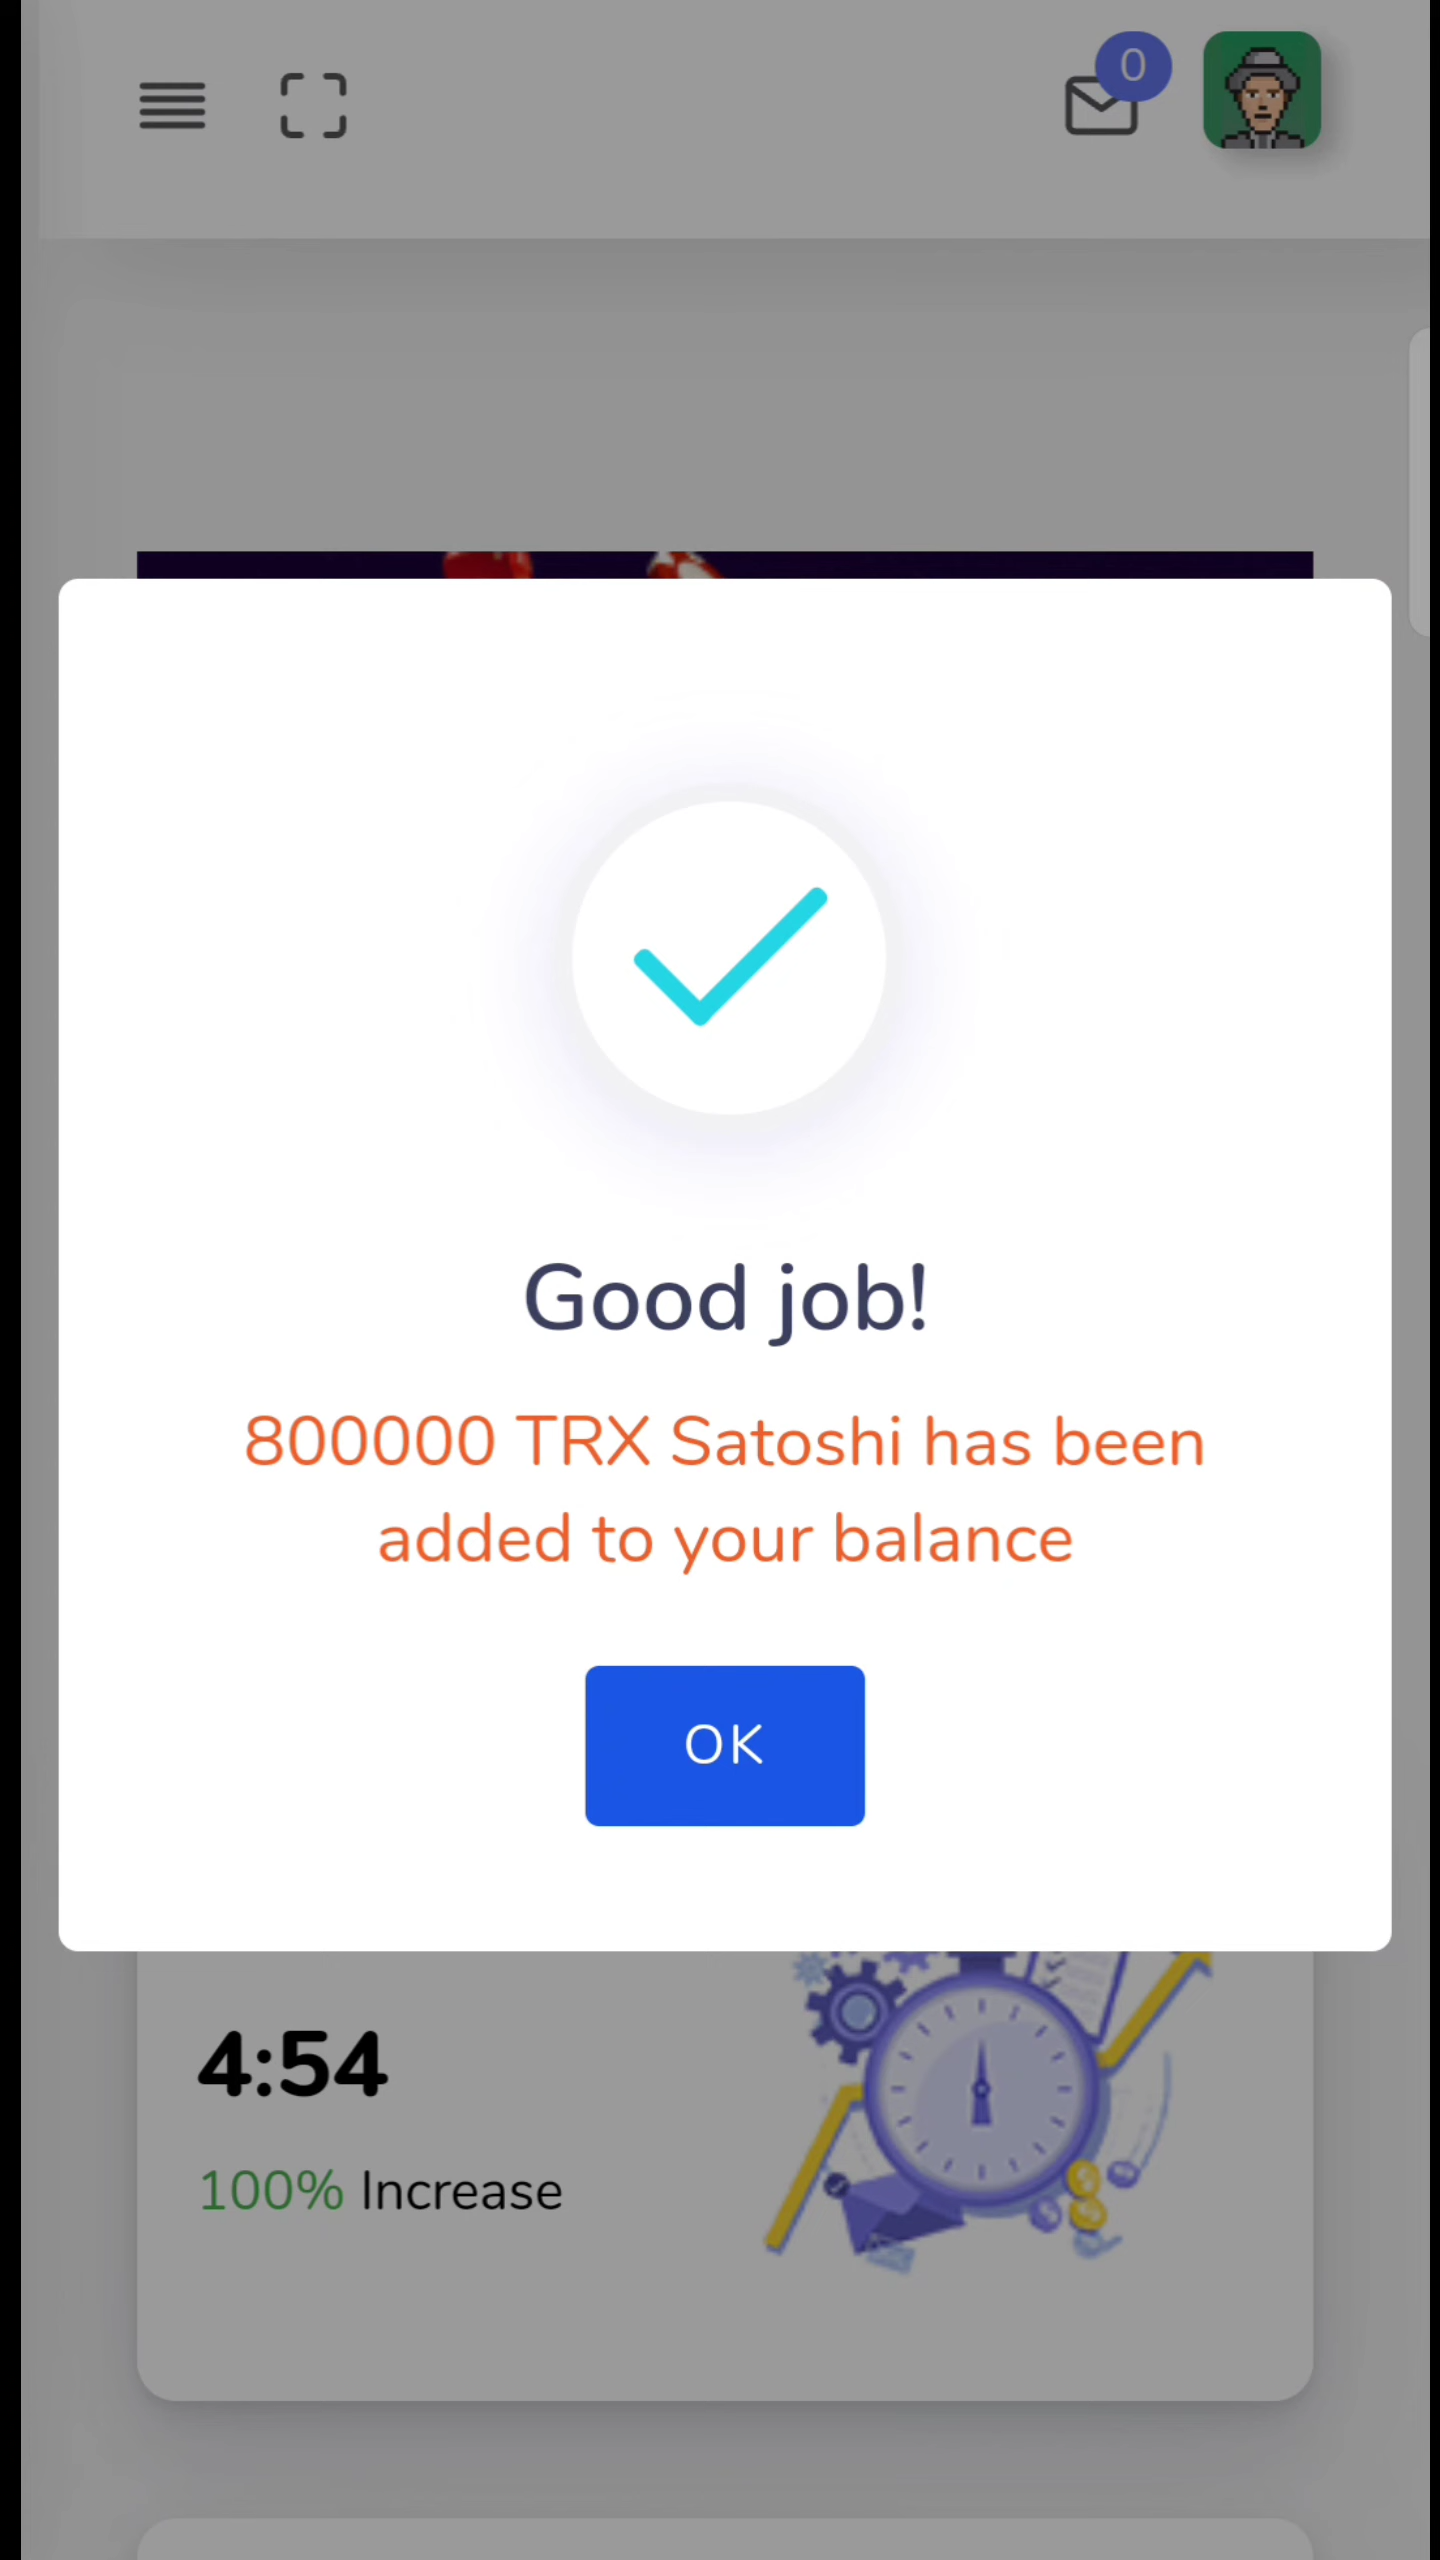 0
Good job!
800000 TRX Satoshi has been
added to your balance
OK
4:54
100% Increase